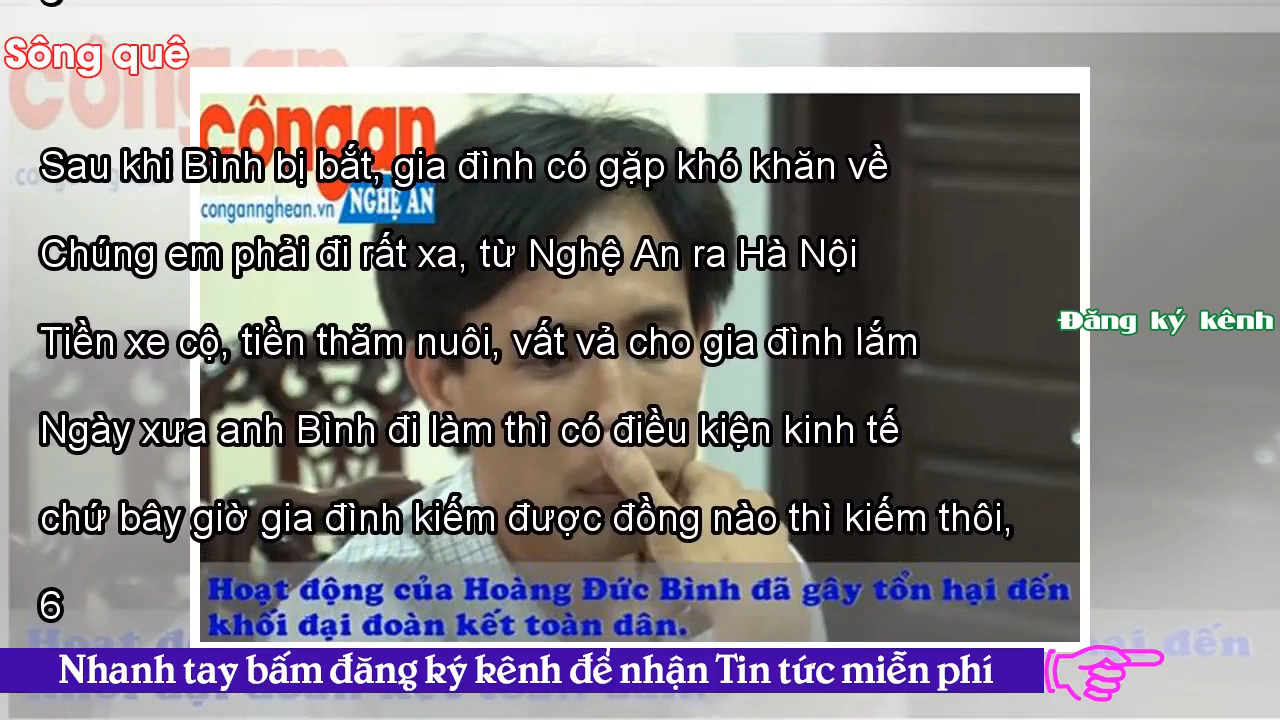 Sông quê
công an
NGHỆ AN
congannghean.vn
Sau khi Bình bị bắt, gia đình có gặp khó khăn về
Chúng em phải đi rất xa, từ Nghệ An ra Hà Nội
Đăng ký kênh
Tiền xe cộ, tiền thăm nuôi, vất vả cho gia đình lắm
Ngày xưa anh Bình đi làm thì có điều kiện kinh tế
chứ bây giờ gia đình kiếm được đồng nào thì kiếm thôi,
6
Hoạt động của Hoàng Đức Bình đã gây tổn hại đến
khối đại đoàn kết toàn dân.
Nhanh tay bấm đăng ký kênh để nhận Tin tức miễn phí